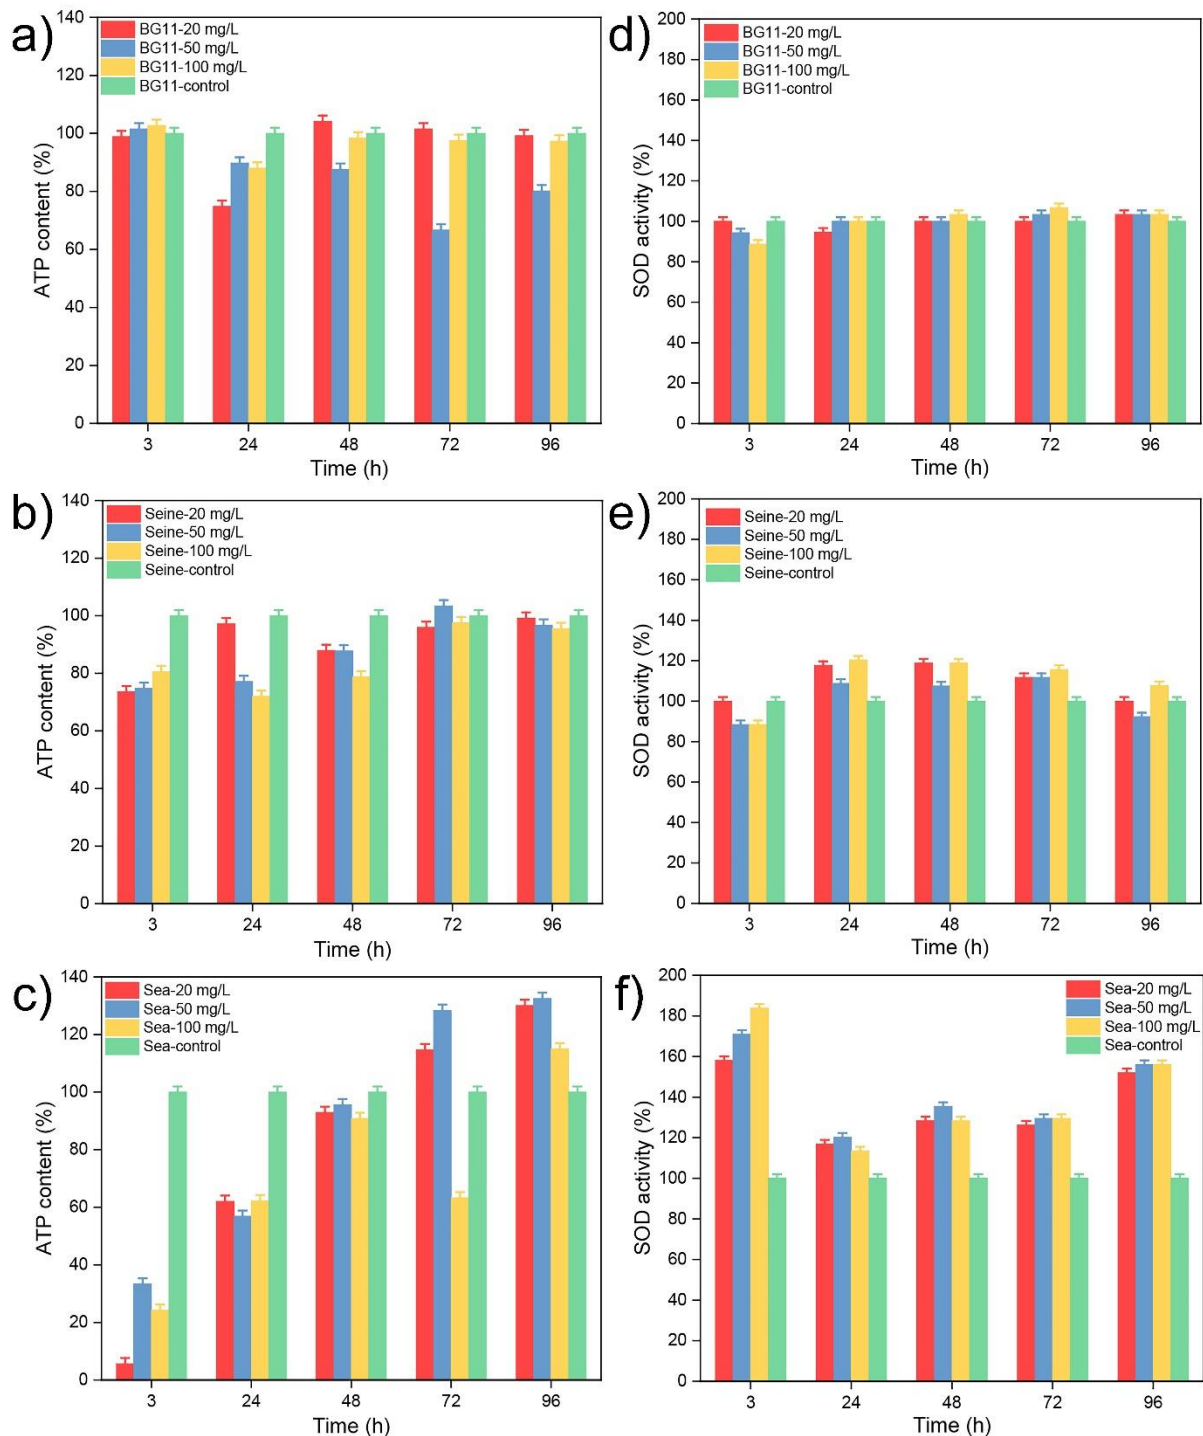 a)
BG11-20 mg/L
BG11-50 mg/L
BG11-100 mg/L
BG11-control
ATP content (%)
140
120
100
80
60
40
20
0
3 24 48 72 96
Time (h)
d)
BG11-20 mg/L
BG11-50 mg/L
BG11-100 mg/L
BG11-control
SOD activity (%)
200
180
160
140
120
100
80
60
40
20
0
3 24 48 72 96
Time (h)
b)
Seine-20 mg/L
Seine-50 mg/L
Seine-100 mg/L
Seine-control
ATP content (%)
140
120
100
80
60
40
20
0
3 24 48 72 96
Time (h)
e)
Seine-20 mg/L
Seine-50 mg/L
Seine-100 mg/L
Seine-control
SOD activity (%)
200
180
160
140
120
100
80
60
40
20
0
3 24 48 72 96
Time (h)
c)
Sea-20 mg/L
Sea-50 mg/L
Sea-100 mg/L
Sea-control
ATP content (%)
140
120
100
80
60
40
20
0
3 24 48 72 96
Time (h)
f)
Sea-20 mg/L
Sea-50 mg/L
Sea-100 mg/L
Sea-control
SOD activity (%)
200
180
160
140
120
100
80
60
40
20
0
3 24 48 72 96
Time (h)